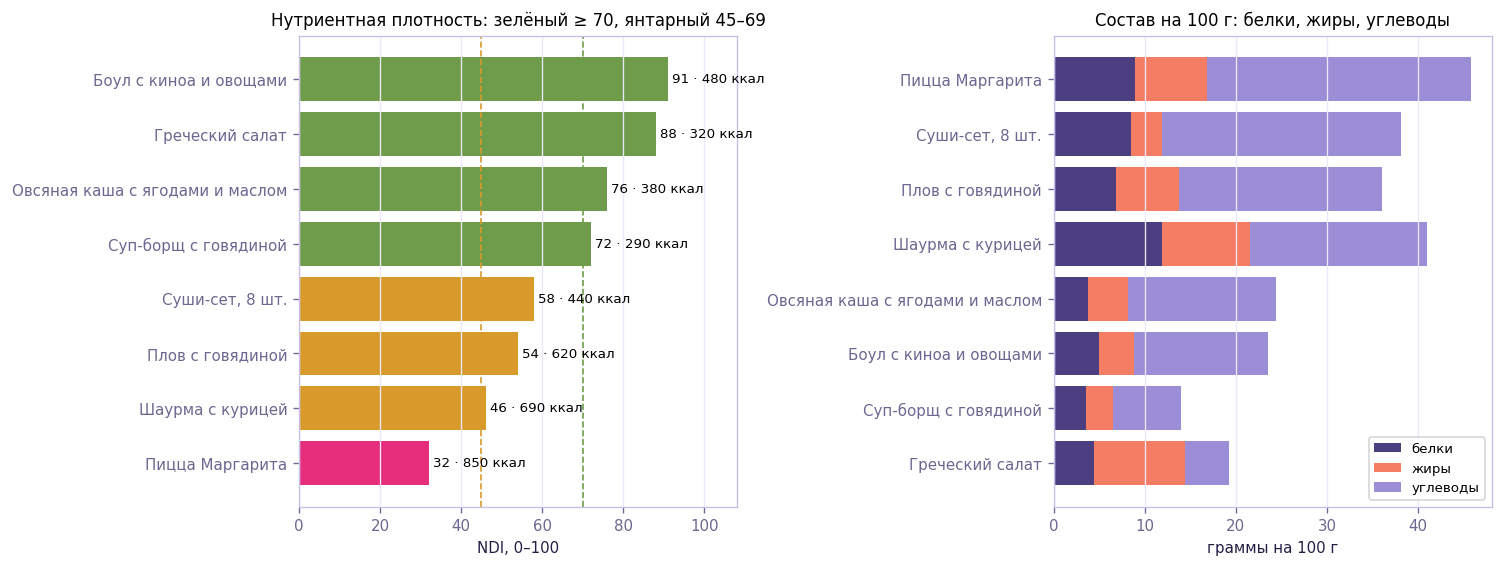 Нутриентная плотность: зелёный ≥ 70, янтарный 45–69
Боул с киноа и овощами
91 · 480 ккал
Греческий салат
88 · 320 ккал
Овсяная каша с ягодами и маслом
76 · 380 ккал
Суп-борщ с говядиной
72 · 290 ккал
Суши-сет, 8 шт.
58 · 440 ккал
Плов с говядиной
54 · 620 ккал
Шаурма с курицей
46 · 690 ккал
Пицца Маргарита
32 · 850 ккал
0 20 40 60 80 100
NDI, 0–100
Состав на 100 г: белки, жиры, углеводы
Пицца Маргарита
Суши-сет, 8 шт.
Плов с говядиной
Шаурма с курицей
Овсяная каша с ягодами и маслом
Боул с киноа и овощами
Суп-борщ с говядиной
Греческий салат
белки
жиры
углеводы
0 10 20 30 40
граммы на 100 г